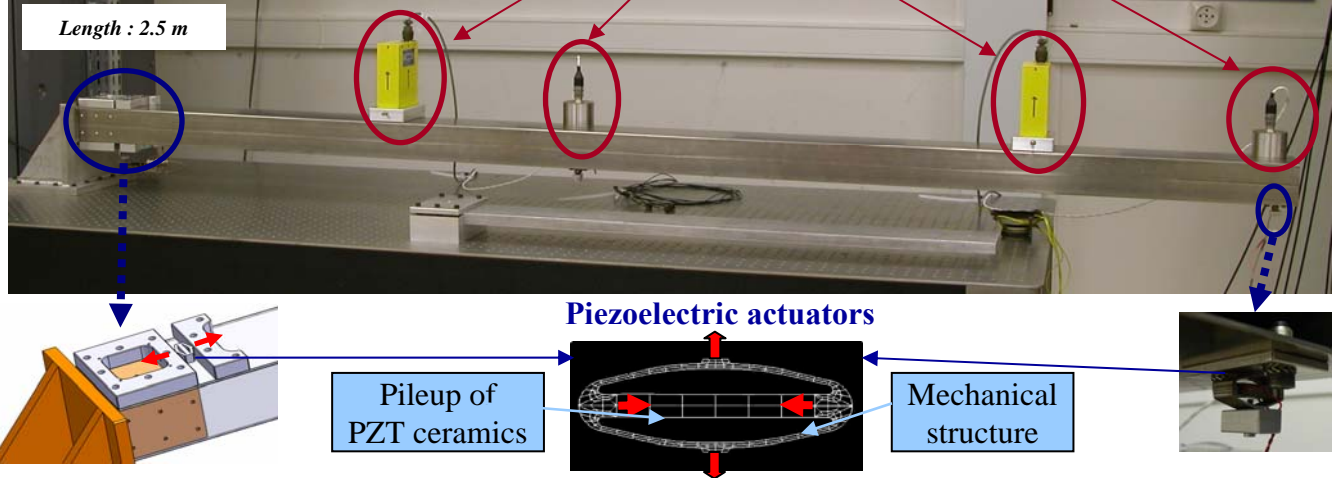 Length : 2.5 m
Piezoelectric actuators
Pileup of
PZT ceramics
Mechanical
structure